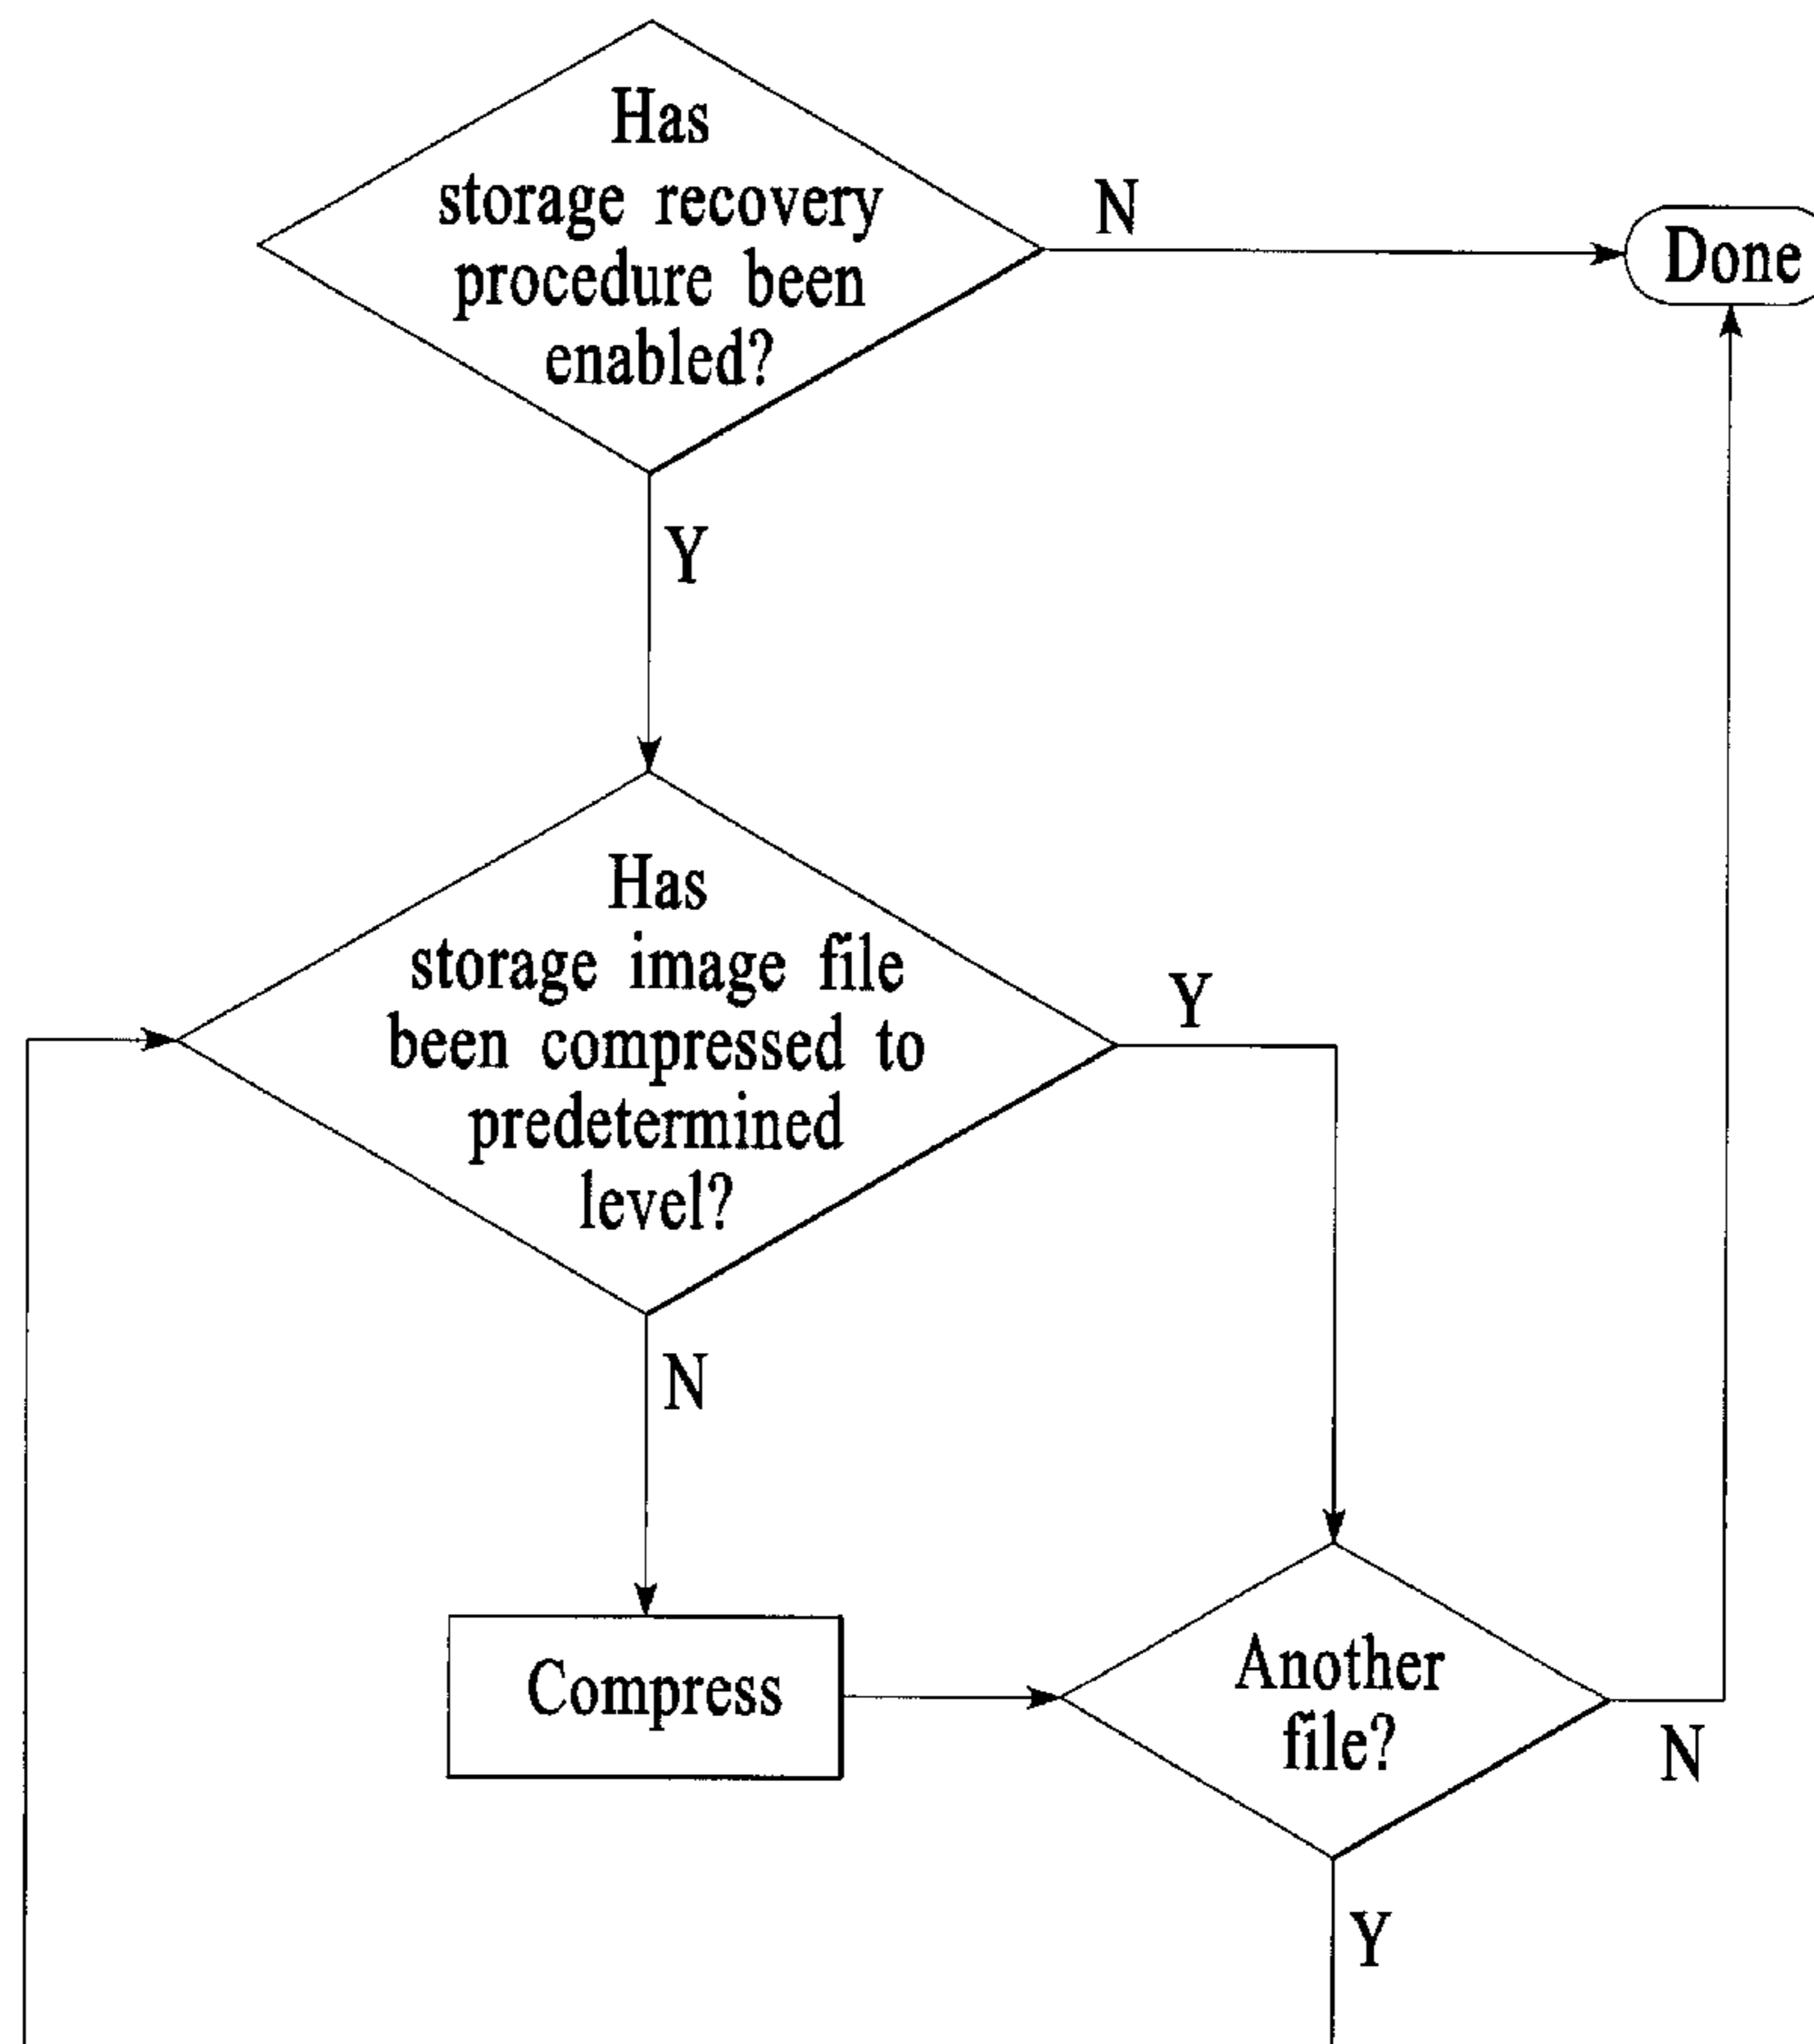 Has
storage recovery
procedure been
enabled?
N
Done
Y
Has
storage image file
been compressed to
predetermined
level?
Y
N
Compress
Another
file?
N
Y